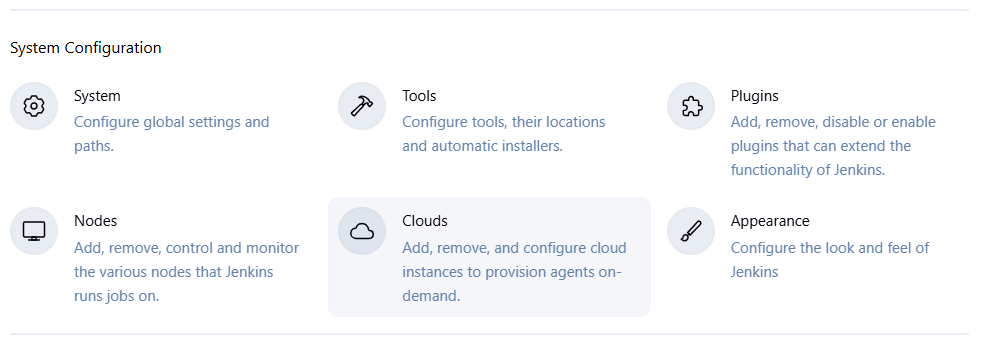 System Configuration
System
Configure global settings and
paths.
Tools
Configure tools, their locations
and automatic installers.
Plugins
Add, remove, disable or enable
plugins that can extend the
functionality of Jenkins.
Nodes
Add, remove, control and monitor
the various nodes that Jenkins
runs jobs on.
Clouds
Add, remove, and configure cloud
instances to provision agents on-
demand.
Appearance
Configure the look and feel of
Jenkins